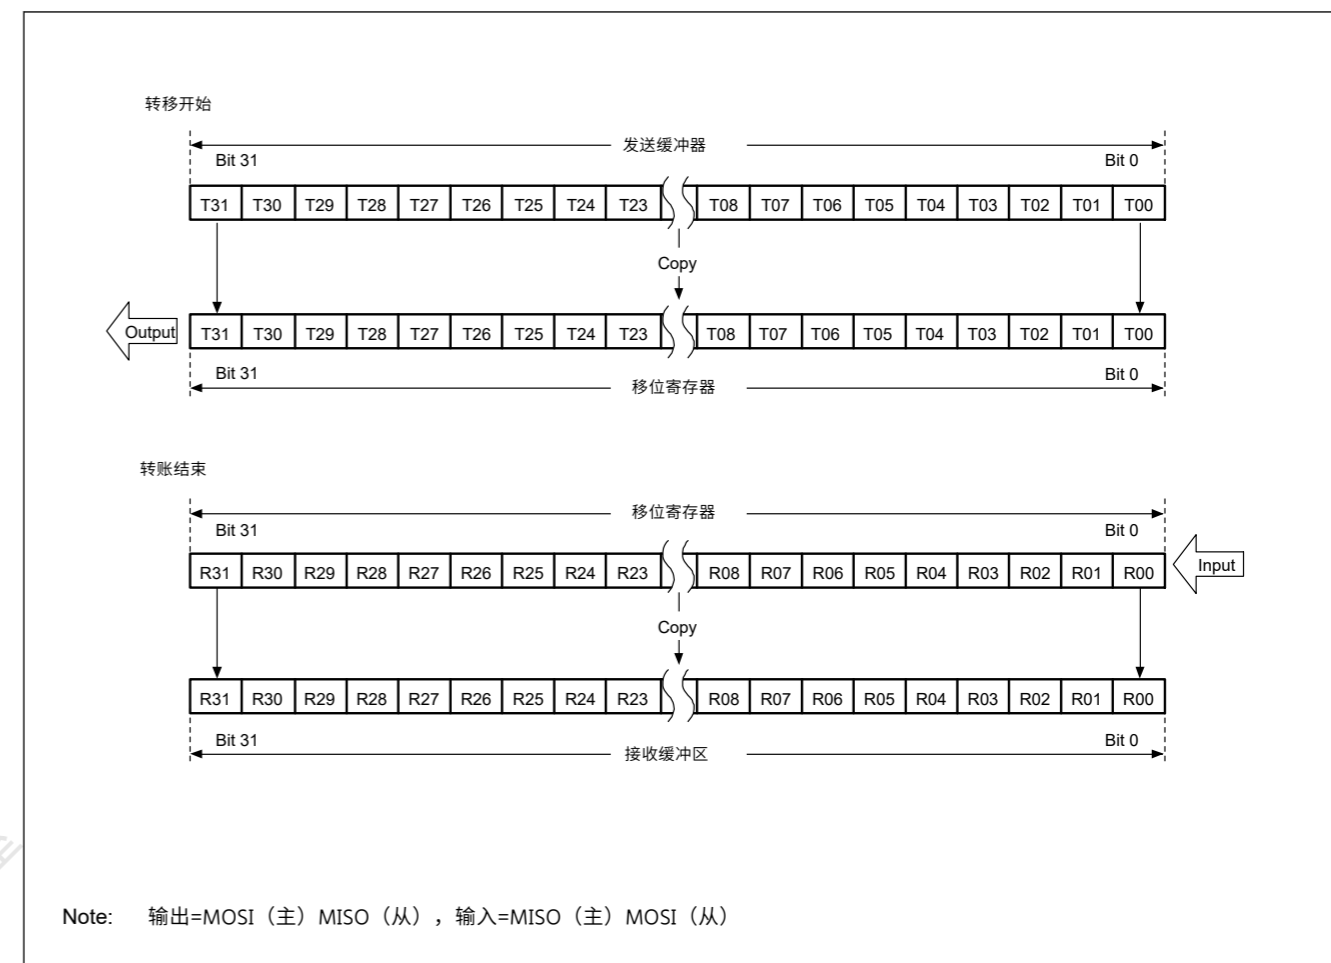 转移开始
发送缓冲器
Bit 31 Bit 0
T31 T30 T29 T28 T27 T26 T25 T24 T23 T08 T07 T06 T05 T04 T03 T02 T01 T00
Copy
Output T31 T30 T29 T28 T27 T26 T25 T24 T23 T08 T07 T06 T05 T04 T03 T02 T01 T00
Bit 31 Bit 0
移位寄存器
转账结束
移位寄存器
Bit 31 Bit 0
R31 R30 R29 R28 R27 R26 R25 R24 R23 R08 R07 R06 R05 R04 R03 R02 R01 R00 Input
Copy
R31 R30 R29 R28 R27 R26 R25 R24 R23 R08 R07 R06 R05 R04 R03 R02 R01 R00
Bit 31 Bit 0
接收缓冲区
Note: 输出=MOSI（主）MISO（从），输入=MISO（主）MOSI（从）